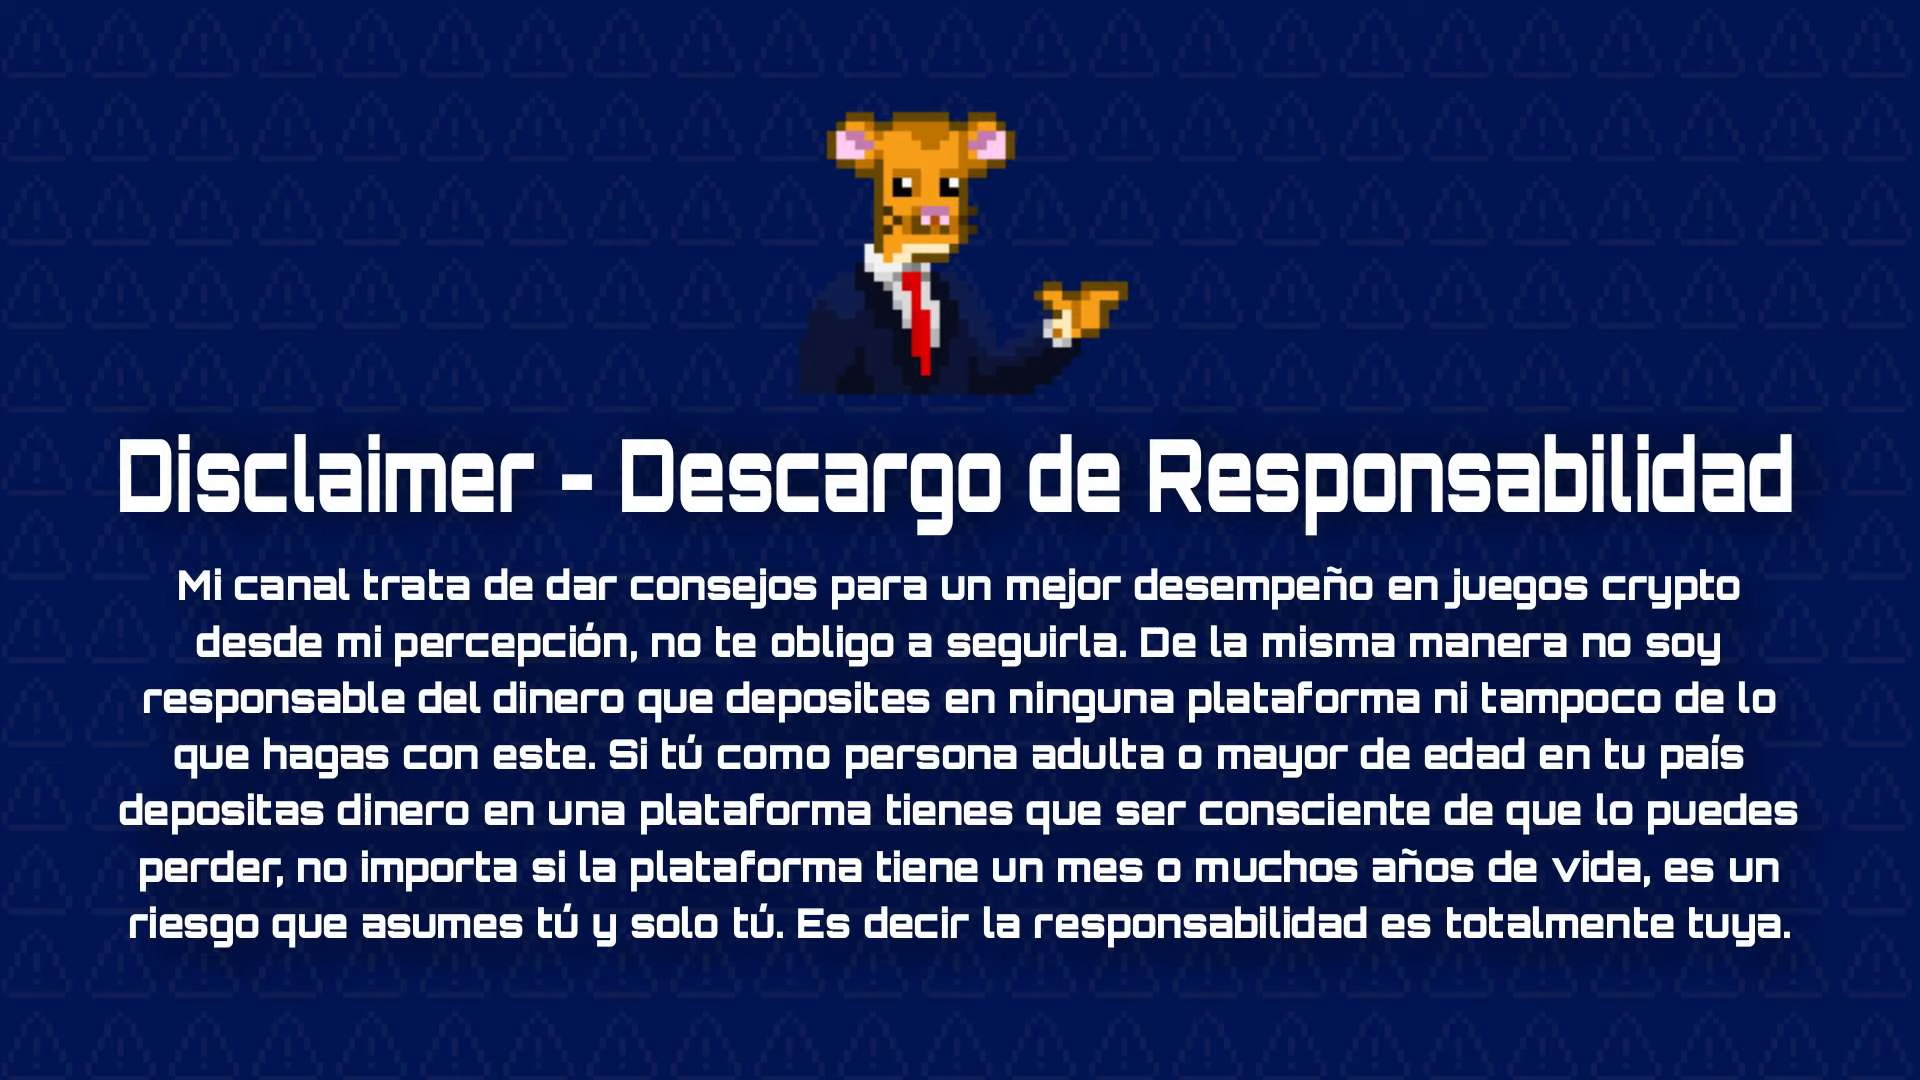 Disclaimer - Descargo de Responsabilidad
Mi canal trata de dar consejos para un mejor desempeño en juegos crypto
desde mi percepción, no te obligo a seguirla. De la misma manera no soy
responsable del dinero que deposites en ninguna plataforma ni tampoco de lo
que hagas con este. Si tú como persona adulta o mayor de edad en tu país
depositas dinero en una plataforma tienes que ser consciente de que lo puedes
perder, no importa si la plataforma tiene un mes o muchos años de vida, es un
riesgo que asumes tú y solo tú. Es decir la responsabilidad es totalmente tuya.